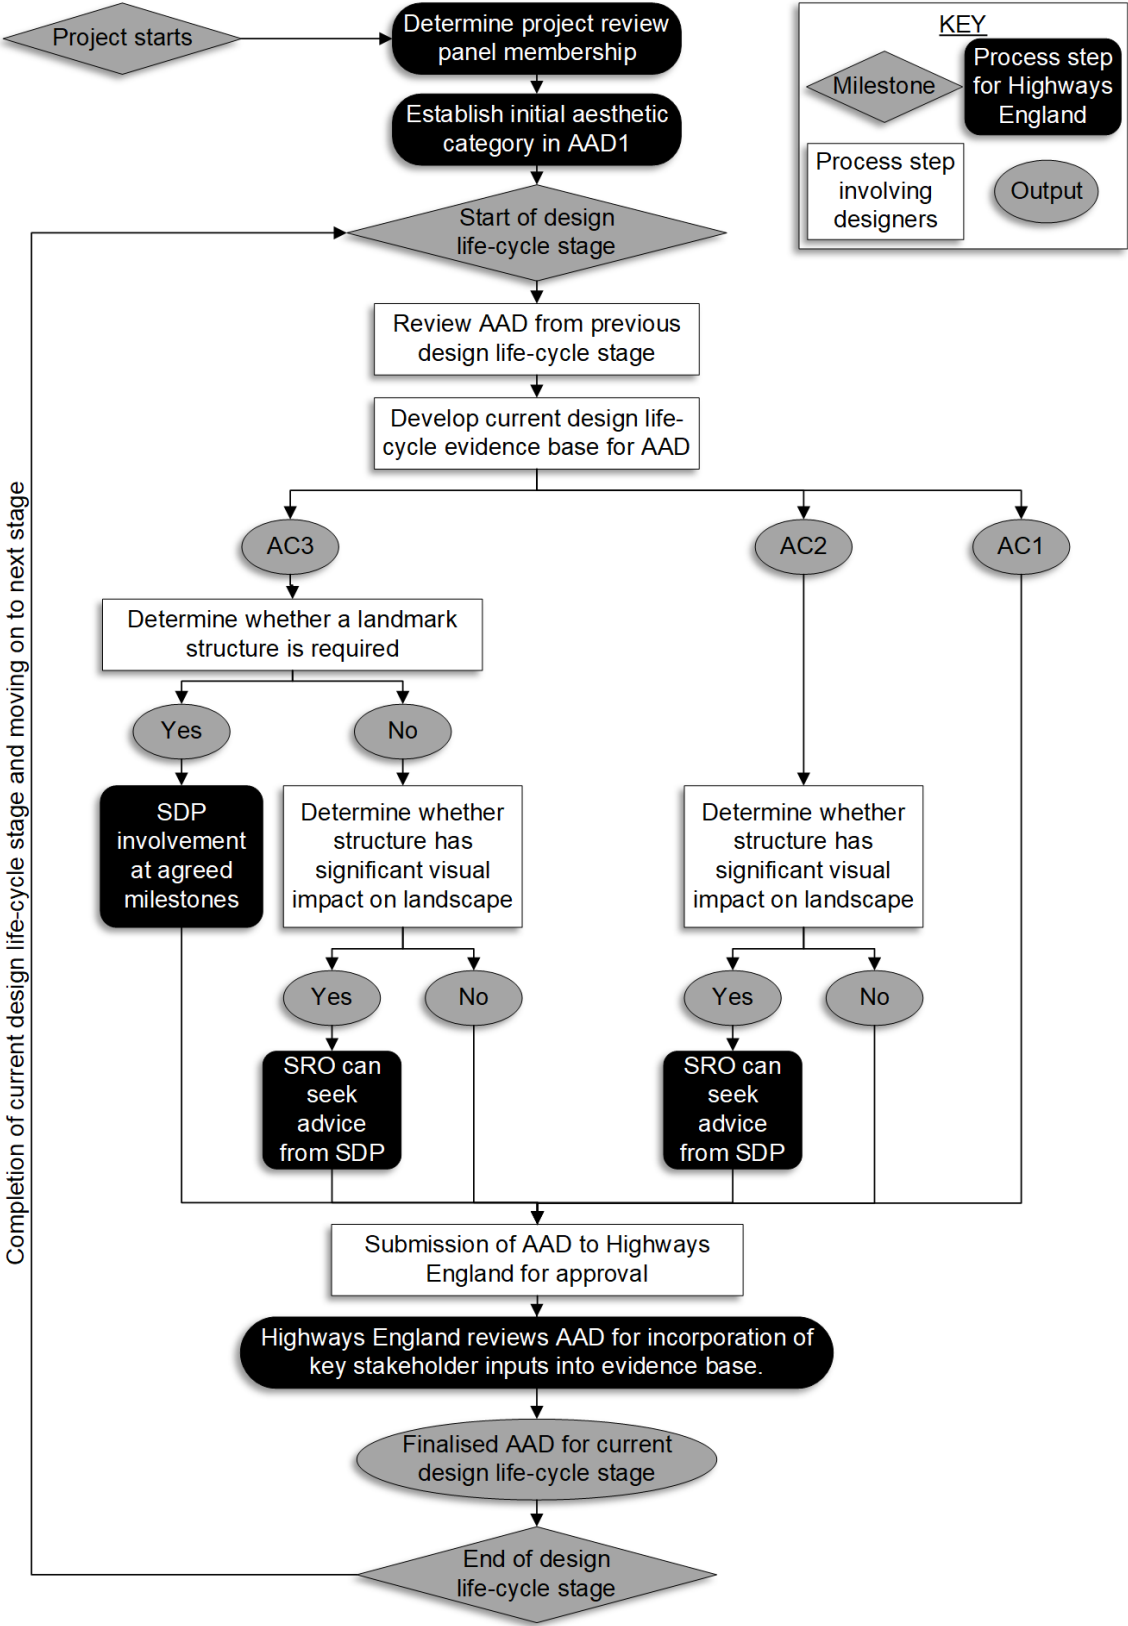 Project starts
Determine project review
panel membership
KEY
Milestone
Process step
for Highways
England
Process step
involving
designers
Output
Establish initial aesthetic
category in AAD1
Start of design
life-cycle stage
Review AAD from previous
design life-cycle stage
Develop current design life-
cycle evidence base for AAD
AC3
AC2
AC1
Determine whether a landmark
structure is required
Yes
No
SDP
involvement
at agreed
milestones
Determine whether
structure has
significant visual
impact on landscape
Determine whether
structure has
significant visual
impact on landscape
Yes
No
Yes
No
SRO can
seek
advice
from SDP
SRO can
seek
advice
from SDP
Submission of AAD to Highways
England for approval
Highways England reviews AAD for incorporation of
key stakeholder inputs into evidence base.
Finalised AAD for current
design life-cycle stage
End of design
life-cycle stage
Completion of current design life-cycle stage and moving on to next stage